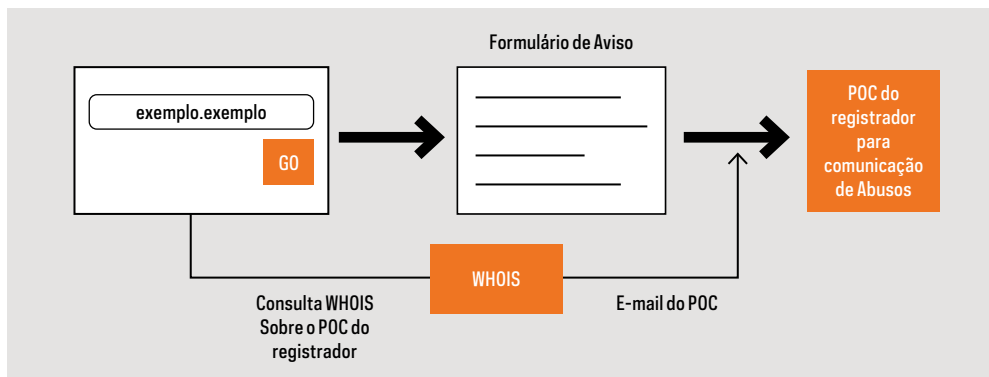 Formulário de Aviso
exemplo.exemplo
GO
POC do
registrador
para
comunicação
de Abusos
WHOIS
Consulta WHOIS
Sobre o POC do
registrador
E-mail do POC